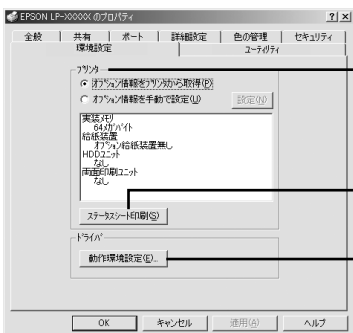 EPSON LP-XXXXX のプロパティ
全般 共有 ポート 詳細設定 色の管理 セキュリティ
環境設定 ユーティリティ
プリンタ
オプション情報をプリンタから取得(P)
オプション情報を手動で設定(U) 設定(N)
実装メモリ
64メガバイト
給紙装置
オプション給紙装置無し
HDDユニット
なし
両面印刷ユニット
なし
ステータスシート印刷(S)
ドライバ
動作環境設定(E)...
OK キャンセル 適用(A) ヘルプ